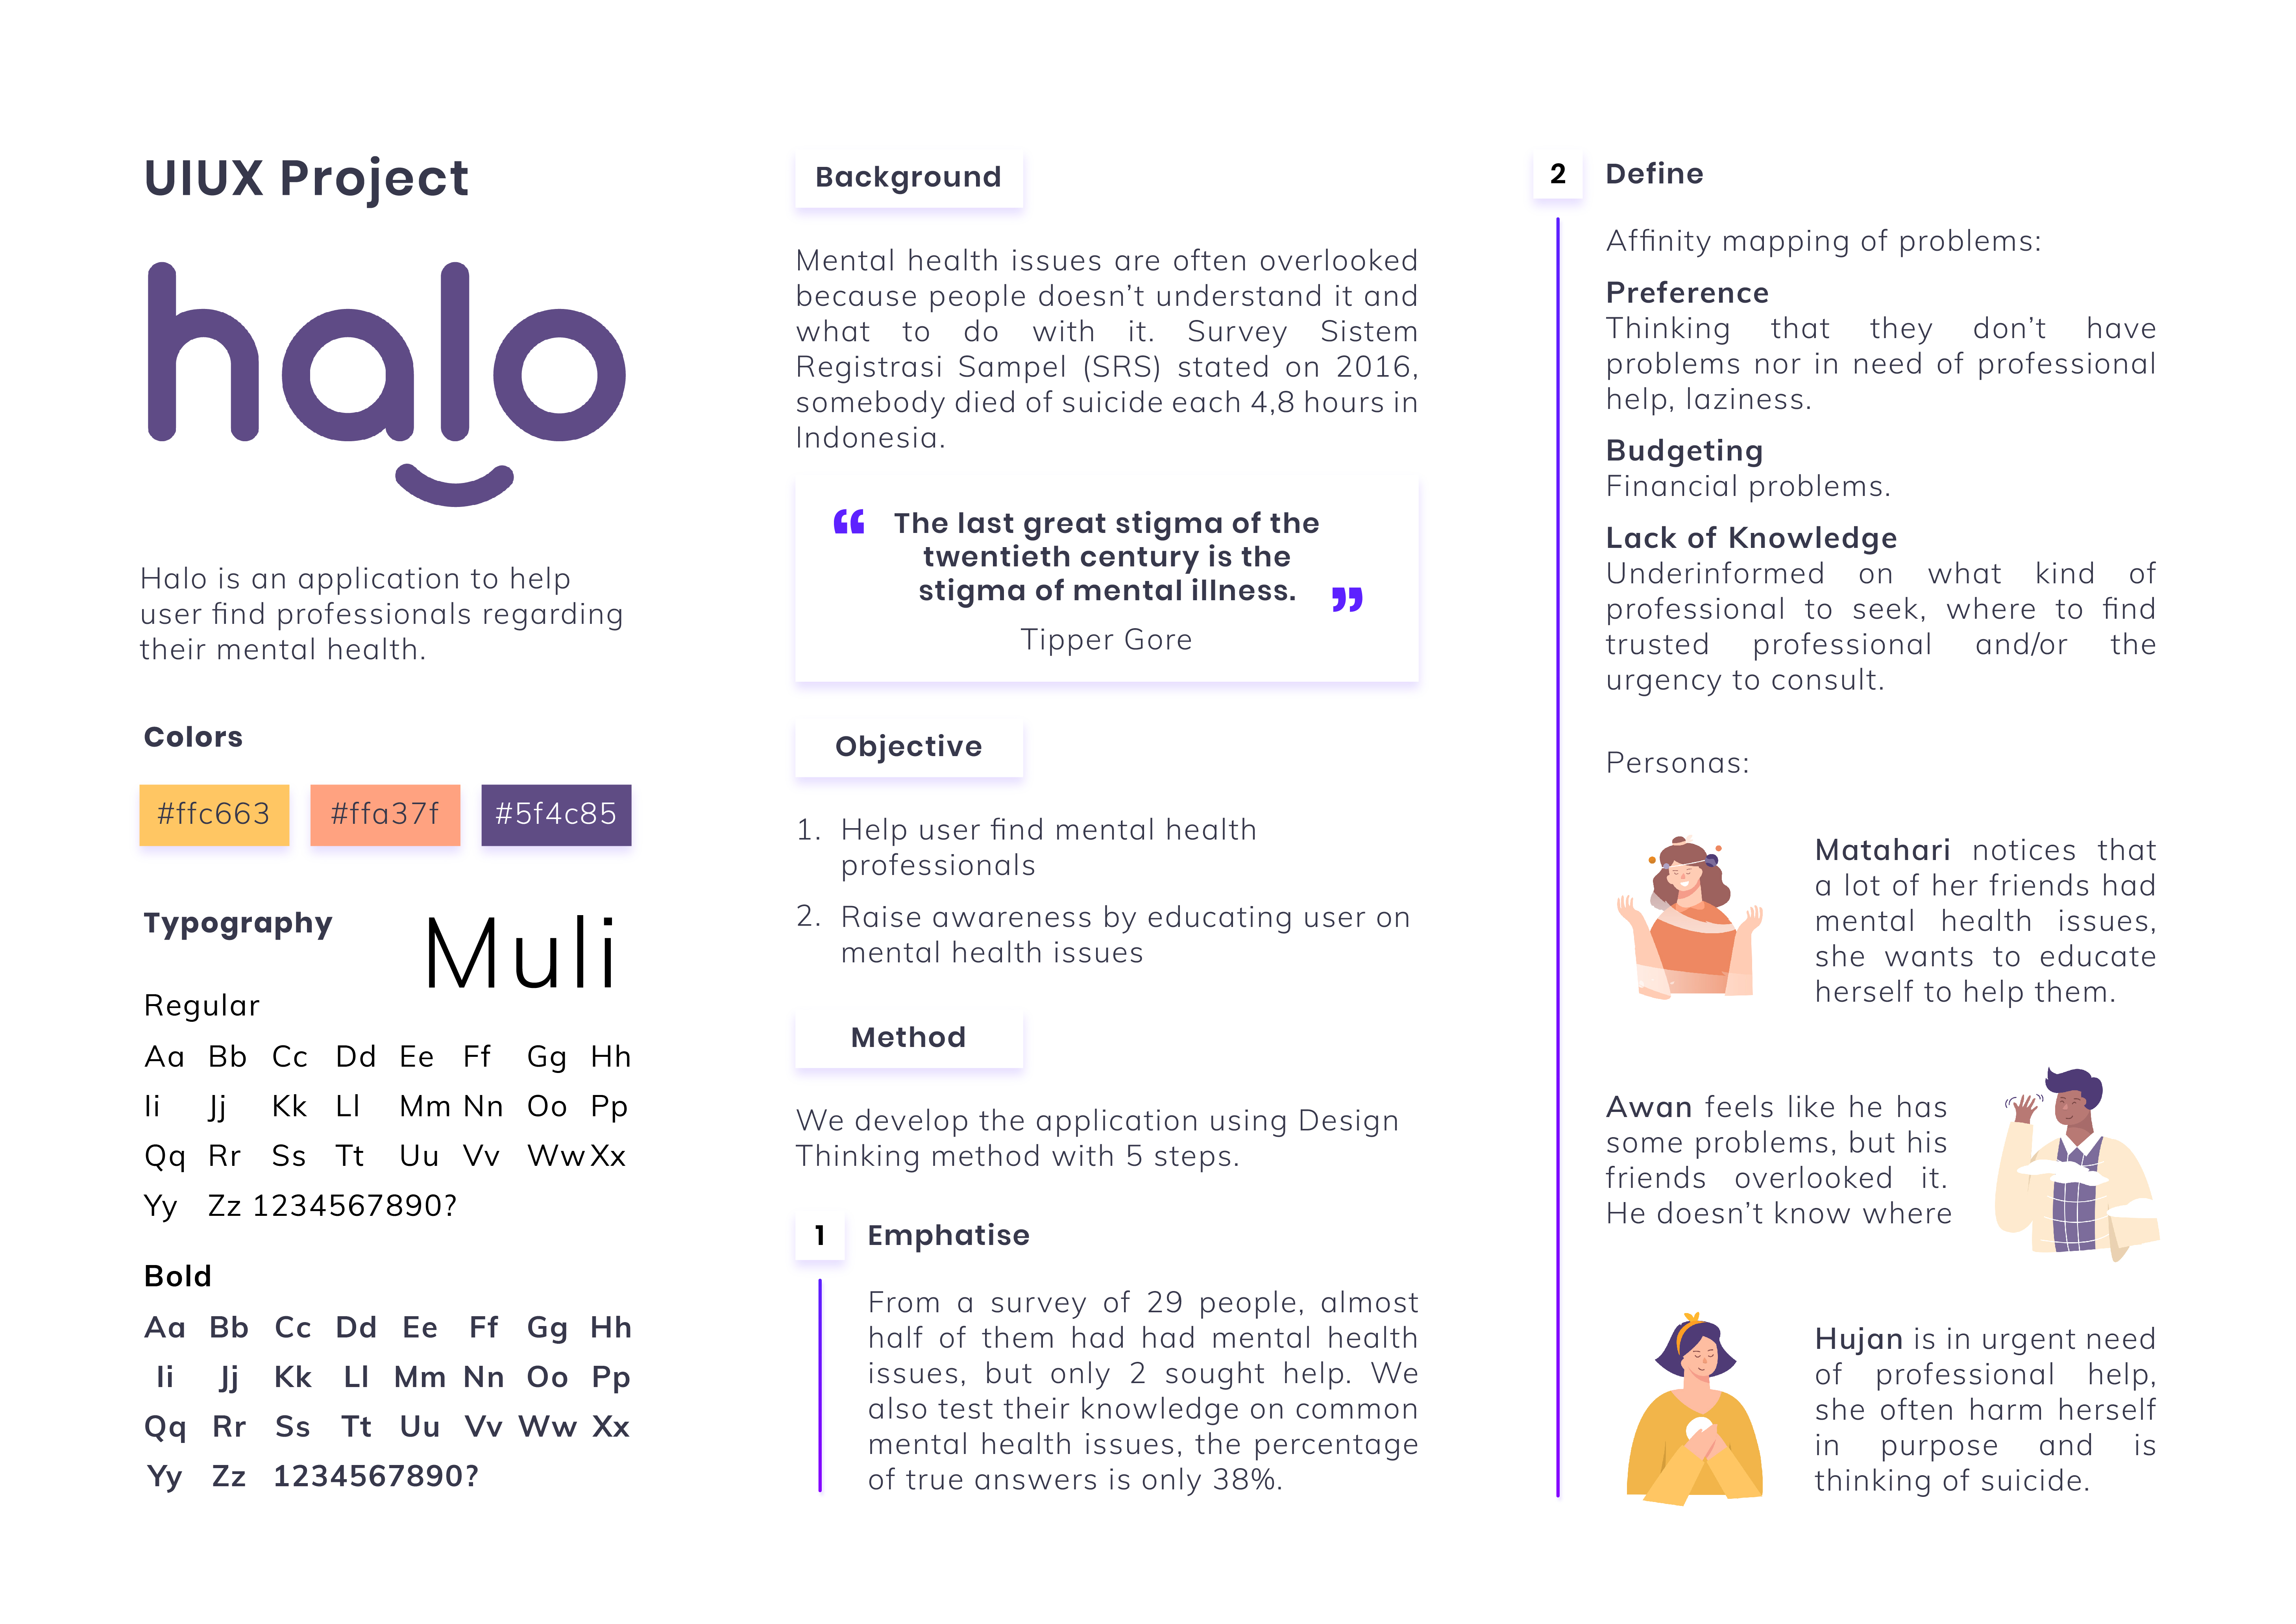 UIUX Project
halo
Halo is an application to help
user find professionals regarding
their mental health.
Colors
#ffc663
#ffa37f
#5f4c85
Typography
Muli
Regular
Aa Bb Cc Dd Ee Ff Gg Hh
Ii Jj Kk Ll Mm Nn Oo Pp
Qq Rr Ss Tt Uu Vv Ww Xx
Yy Zz 1234567890?
Bold
Aa Bb Cc Dd Ee Ff Gg Hh
Ii Jj Kk Ll Mm Nn Oo Pp
Qq Rr Ss Tt Uu Vv Ww Xx
Yy Zz 1234567890?
Background
Mental health issues are often overlooked
because people doesn’t understand it and
what to do with it. Survey Sistem
Registrasi Sampel (SRS) stated on 2016,
somebody died of suicide each 4,8 hours in
Indonesia.
“ The last great stigma of the
twentieth century is the
stigma of mental illness. ”
Tipper Gore
Objective
1. Help user find mental health
professionals
2. Raise awareness by educating user on
mental health issues
Method
We develop the application using Design
Thinking method with 5 steps.
1 Emphatise
From a survey of 29 people, almost
half of them had had mental health
issues, but only 2 sought help. We
also test their knowledge on common
mental health issues, the percentage
of true answers is only 38%.
2 Define
Affinity mapping of problems:
Preference
Thinking that they don’t have
problems nor in need of professional
help, laziness.
Budgeting
Financial problems.
Lack of Knowledge
Underinformed on what kind of
professional to seek, where to find
trusted professional and/or the
urgency to consult.
Personas:
Matahari notices that
a lot of her friends had
mental health issues,
she wants to educate
herself to help them.
Awan feels like he has
some problems, but his
friends overlooked it.
He doesn’t know where
Hujan is in urgent need
of professional help,
she often harm herself
in purpose and is
thinking of suicide.